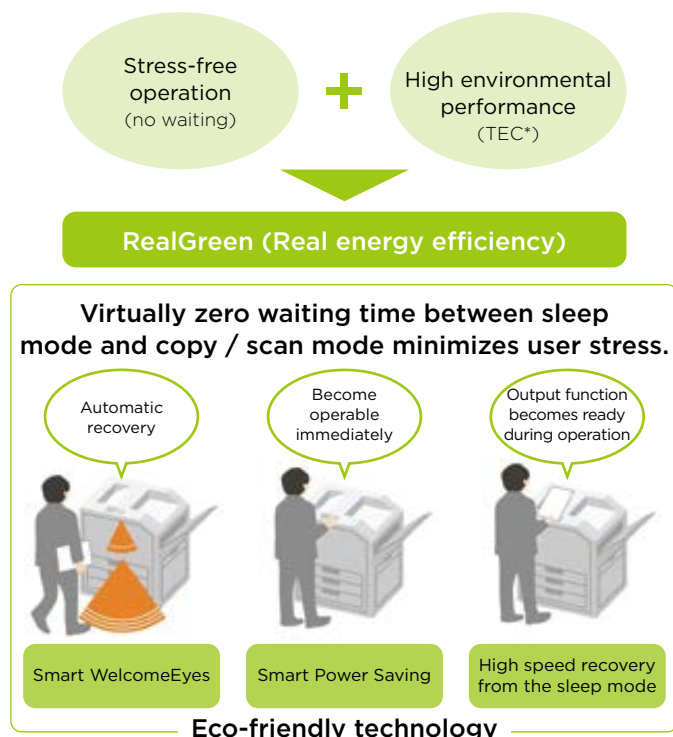 Stress-free
operation
(no waiting)
+
High environmental
performance
(TEC*)
RealGreen (Real energy efficiency)
Virtually zero waiting time between sleep
mode and copy / scan mode minimizes user stress.
Automatic
recovery
Become
operable
immediately
Output function
becomes ready
during operation
Smart WelcomeEyes
Smart Power Saving
High speed recovery
from the sleep mode
Eco-friendly technology